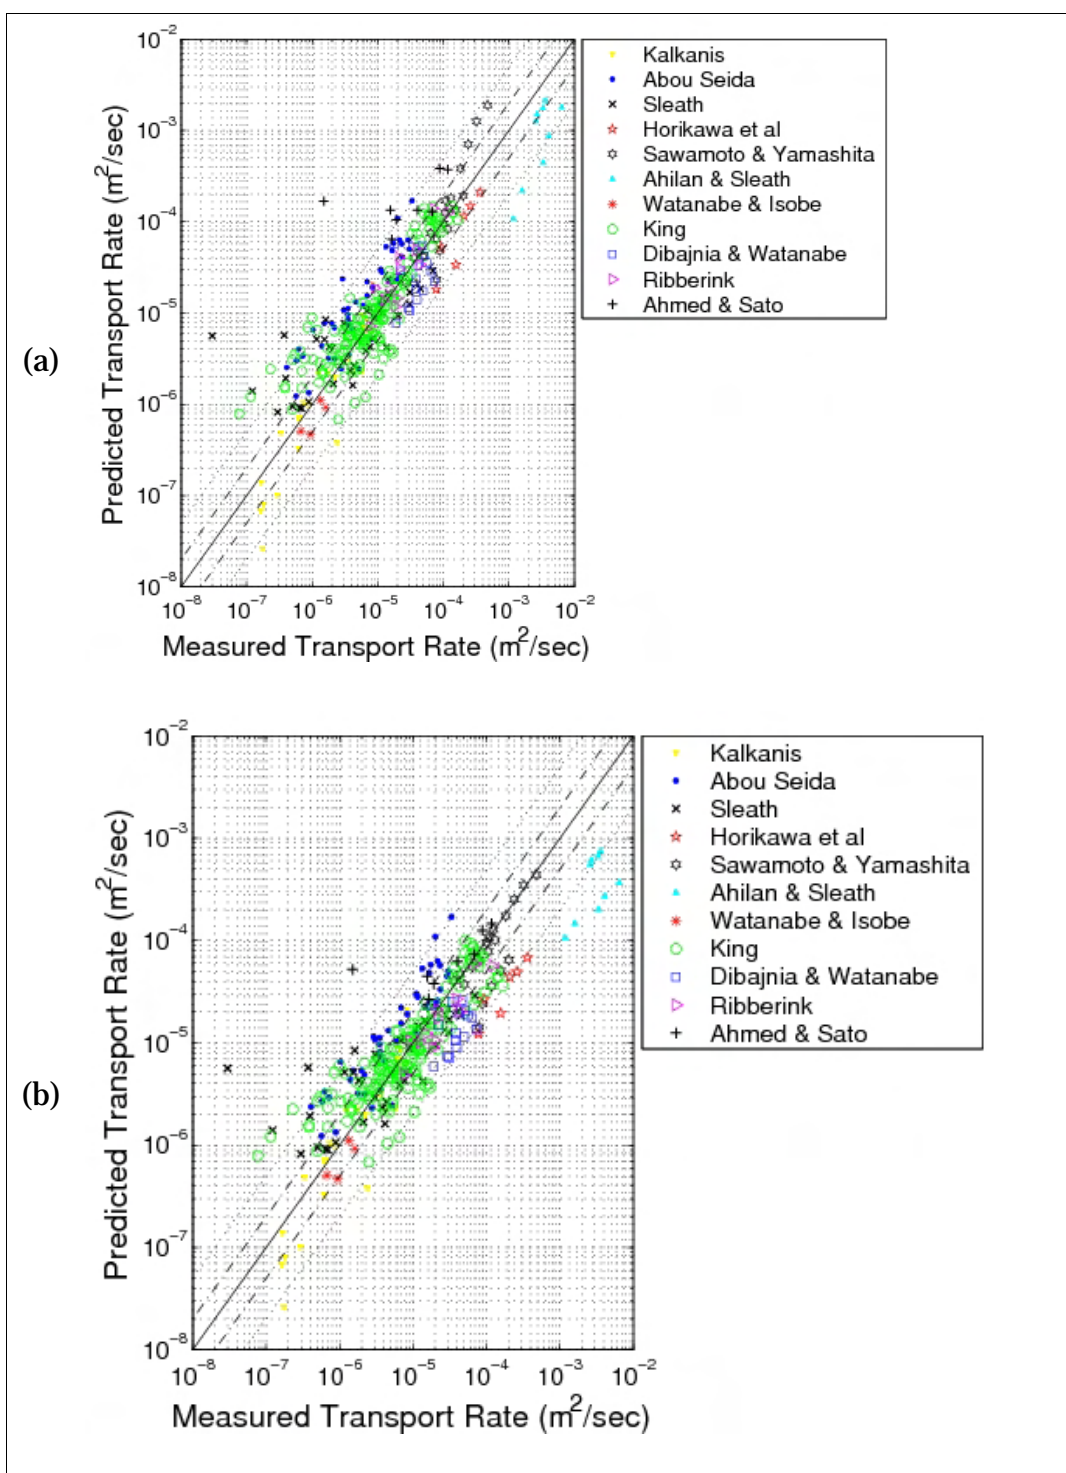 (a)
Predicted Transport Rate (m²/sec)
10⁻²
10⁻³
10⁻⁴
10⁻⁵
10⁻⁶
10⁻⁷
10⁻⁸
10⁻⁸ 10⁻⁷ 10⁻⁶ 10⁻⁵ 10⁻⁴ 10⁻³ 10⁻²
Measured Transport Rate (m²/sec)
Kalkanis
Abou Seida
Sleath
Horikawa et al
Sawamoto & Yamashita
Ahilan & Sleath
Watanabe & Isobe
King
Dibajnia & Watanabe
Ribberink
Ahmed & Sato
(b)
Predicted Transport Rate (m²/sec)
10⁻²
10⁻³
10⁻⁴
10⁻⁵
10⁻⁶
10⁻⁷
10⁻⁸
10⁻⁸ 10⁻⁷ 10⁻⁶ 10⁻⁵ 10⁻⁴ 10⁻³ 10⁻²
Measured Transport Rate (m²/sec)
Kalkanis
Abou Seida
Sleath
Horikawa et al
Sawamoto & Yamashita
Ahilan & Sleath
Watanabe & Isobe
King
Dibajnia & Watanabe
Ribberink
Ahmed & Sato